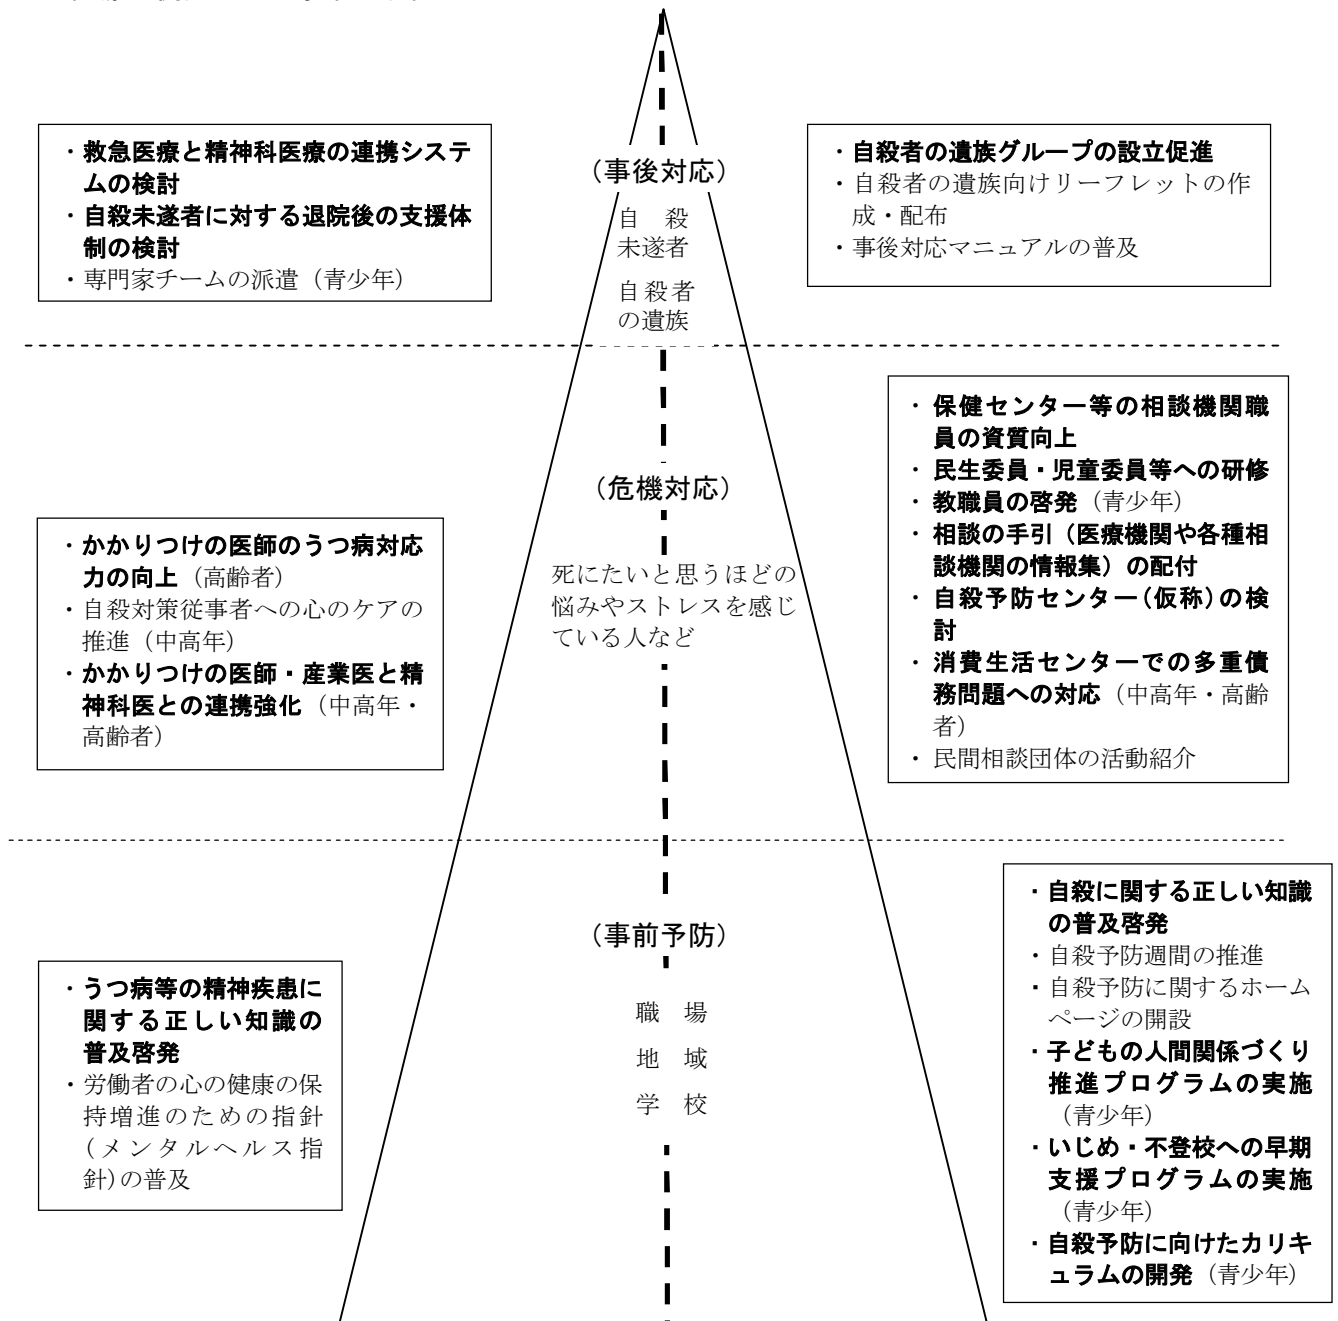 ・救急医療と精神科医療の連携システ
ムの検討
・自殺未遂者に対する退院後の支援体
制の検討
・専門家チームの派遣（青少年）
（事後対応）
自　殺
未遂者
自殺者
の遺族
・自殺者の遺族グループの設立促進
・自殺者の遺族向けリーフレットの作
成・配布
・事後対応マニュアルの普及
・かかりつけの医師のうつ病対応
力の向上（高齢者）
・自殺対策従事者への心のケアの
推進（中高年）
・かかりつけの医師・産業医と精
神科医との連携強化（中高年・
高齢者）
（危機対応）
死にたいと思うほどの
悩みやストレスを感じ
ている人など
・保健センター等の相談機関職
員の資質向上
・民生委員・児童委員等への研修
・教職員の啓発（青少年）
・相談の手引（医療機関や各種相
談機関の情報集）の配付
・自殺予防センター（仮称）の検
討
・消費生活センターでの多重債
務問題への対応（中高年・高齢
者）
・民間相談団体の活動紹介
・うつ病等の精神疾患に
関する正しい知識の
普及啓発
・労働者の心の健康の保
持増進のための指針
（メンタルヘルス指
針）の普及
（事前予防）
職　場
地　域
学　校
・自殺に関する正しい知識
の普及啓発
・自殺予防週間の推進
・自殺予防に関するホーム
ページの開設
・子どもの人間関係づくり
推進プログラムの実施
（青少年）
・いじめ・不登校への早期
支援プログラムの実施
（青少年）
・自殺予防に向けたカリキ
ュラムの開発（青少年）